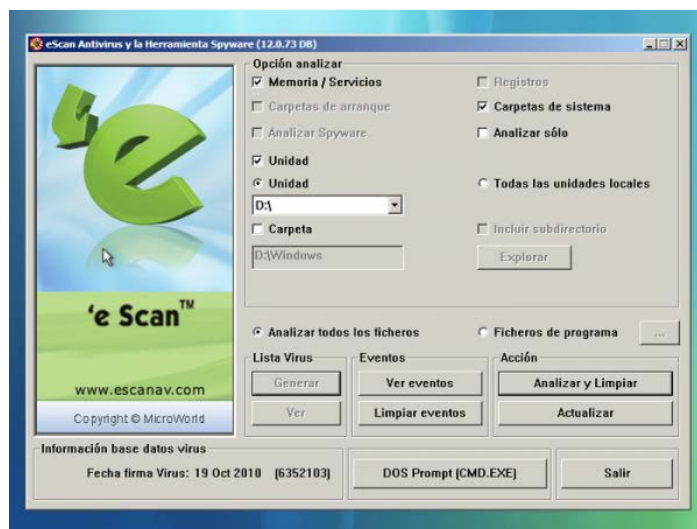 eScan Antivirus y la Herramienta Spyware (12.0.73 DB)
Opción analizar
Memoria / Servicios
Registros
Carpetas de arranque
Carpetas de sistema
Analizar Spyware
Analizar sólo
Unidad
Unidad
Todas las unidades locales
D:\
Carpeta
Incluir subdirectorio
D:\Windows
Explorar
'e Scan™
Analizar todos los ficheros
Ficheros de programa
...
Lista Virus
Eventos
Acción
Generar
Ver eventos
Analizar y Limpiar
www.escanav.com
Ver
Limpiar eventos
Actualizar
Copyright © MicroWorld
Información base datos virus
Fecha firma Virus: 19 Oct 2010 (6352103)
DOS Prompt (CMD.EXE)
Salir